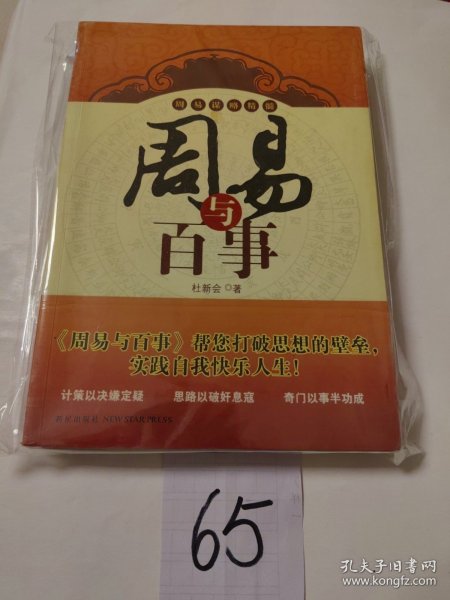 周易谋略精髓
周易
与
百事
杜新会 ◎著
《周易与百事》帮您打破思想的壁垒，
实践自我快乐人生！
计策以决嫌定疑 思路以破奸息寇 奇门以事半功成
新星出版社 NEW STAR PRESS
65
孔夫子旧书网
www.kongfz.com